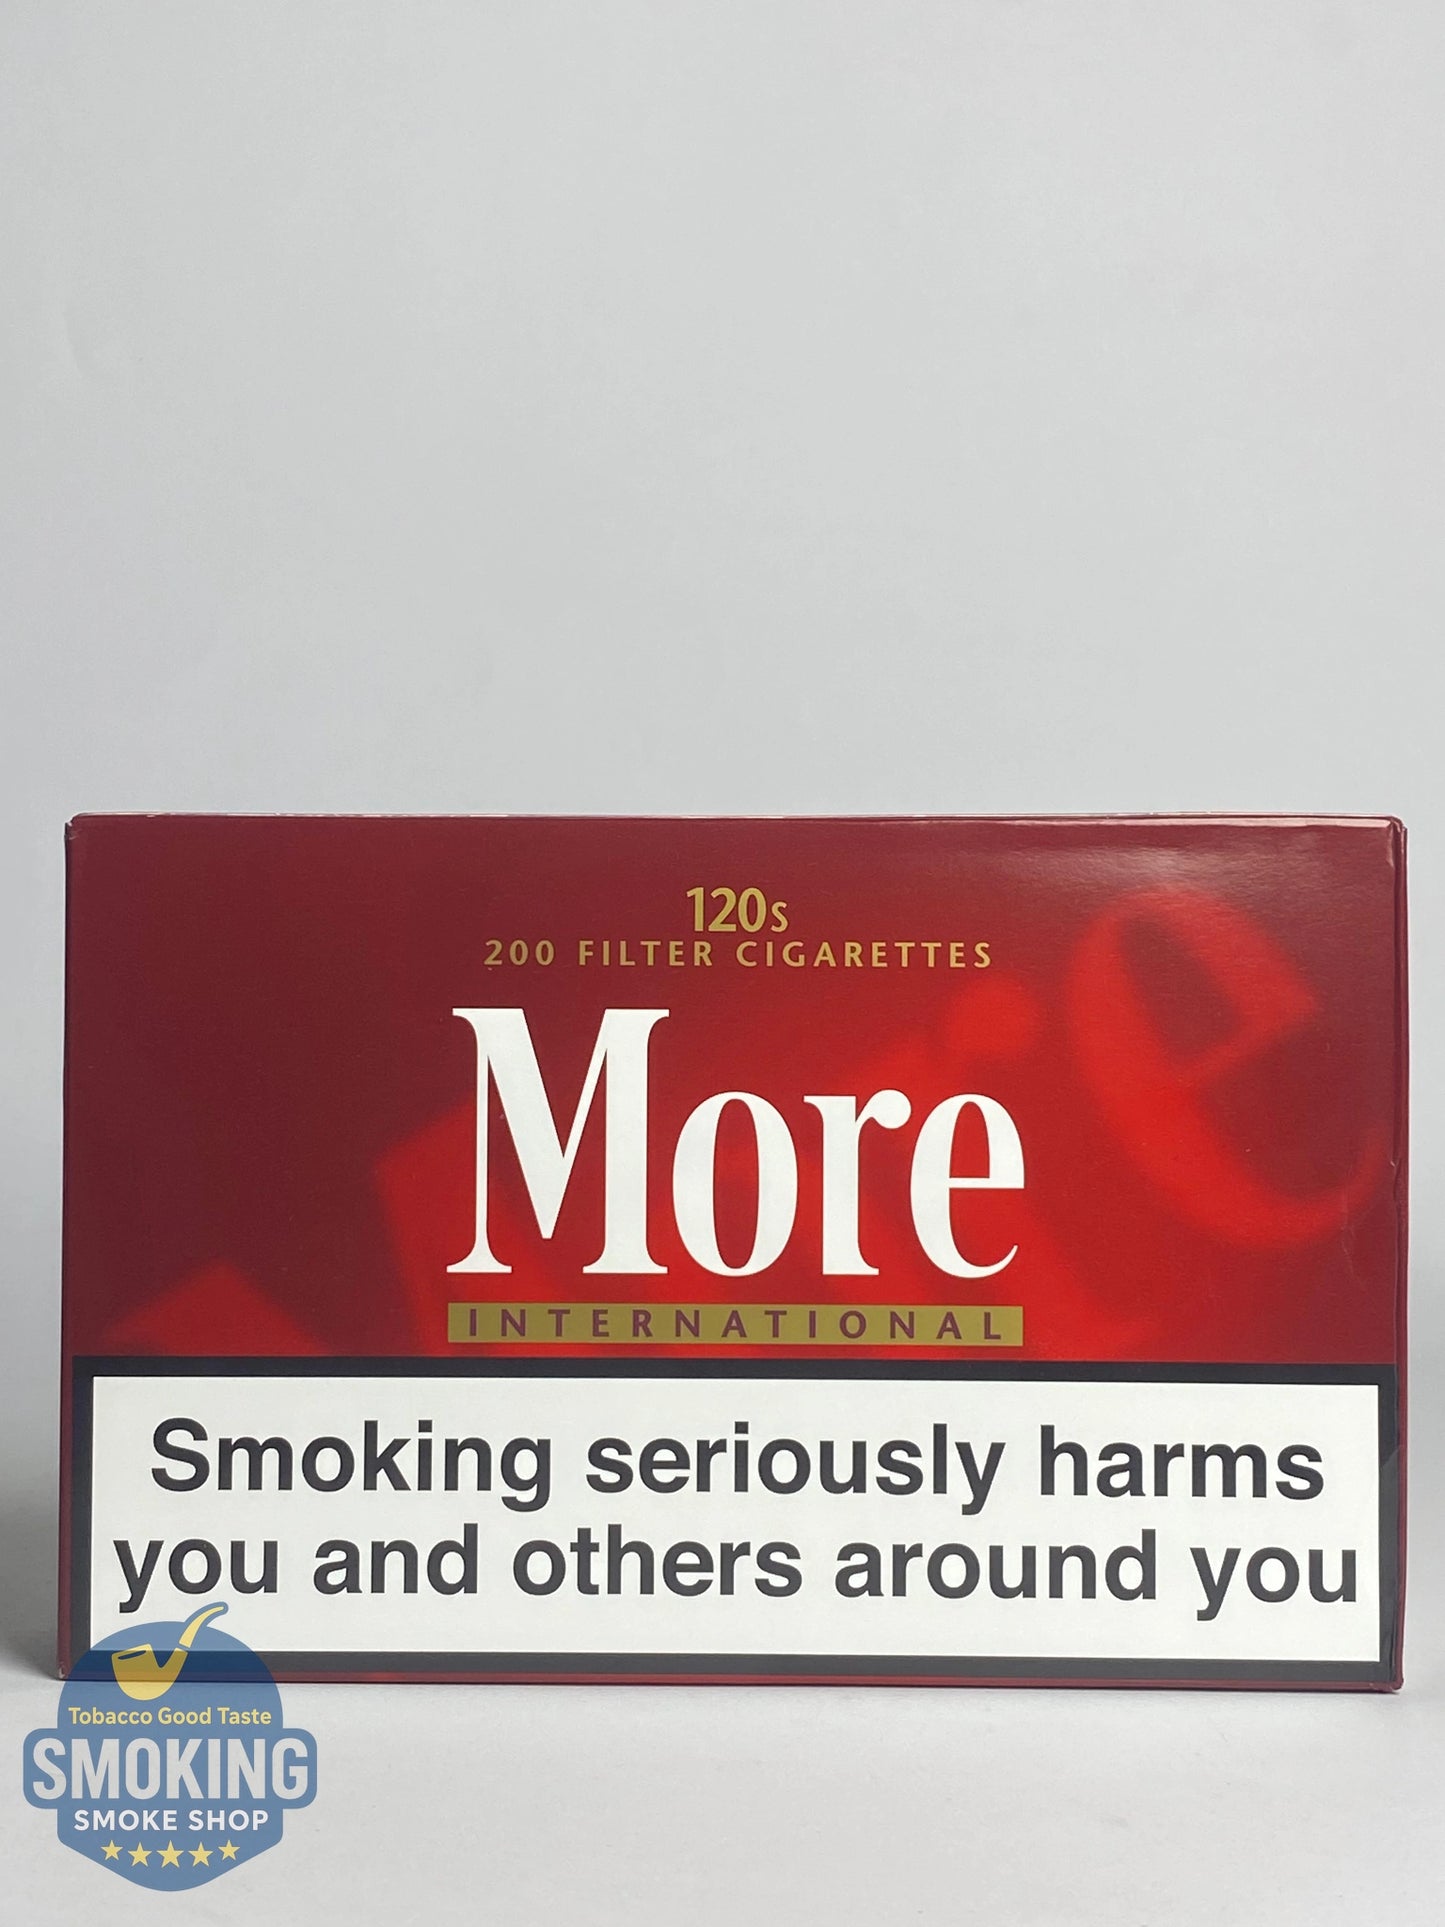 120s
200 FILTER CIGARETTES
More
INTERNATIONAL
Smoking seriously harms
you and others around you
Tobacco Good Taste
SMOKING
SMOKE SHOP